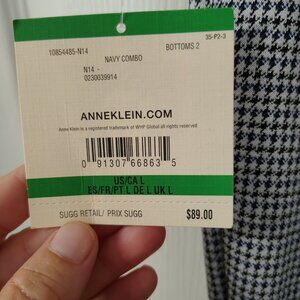 35-P2-3
10854485-N14 BOTTOMS 2
NAVY COMBO
N14 -
0230039914
ANNEKLEIN.COM
Anne Klein is a registered trademark of WHP Global all rights reserved
0 91307 66863 5
US/CA L
ES/FR/PT L DE L UK L
SUGG RETAIL/ PRIX SUGG $89.00